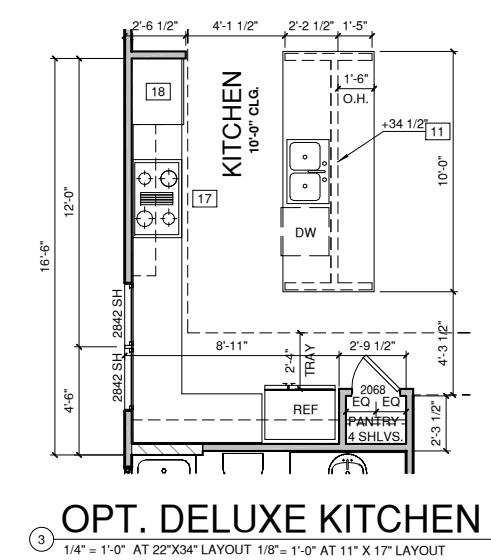 2'-6 1/2"
4'-1 1/2"
2'-2 1/2"
1'-5"
18
KITCHEN
10'-0" CLG.
1'-6"
O.H.
+34 1/2"
11
12'-0"
10'-0"
17
16'-6"
DW
2842 SH
8'-11"
2'-9 1/2"
2'-4"
TRAY
4'-3 1/2"
2842 SH
4'-6"
2068
EQ EQ
REF
PANTRY
4 SHLVS.
2'-3 1/2"
3
OPT. DELUXE KITCHEN
1/4" = 1'-0" AT 22"X34" LAYOUT 1/8"= 1'-0" AT 11" X 17" LAYOUT